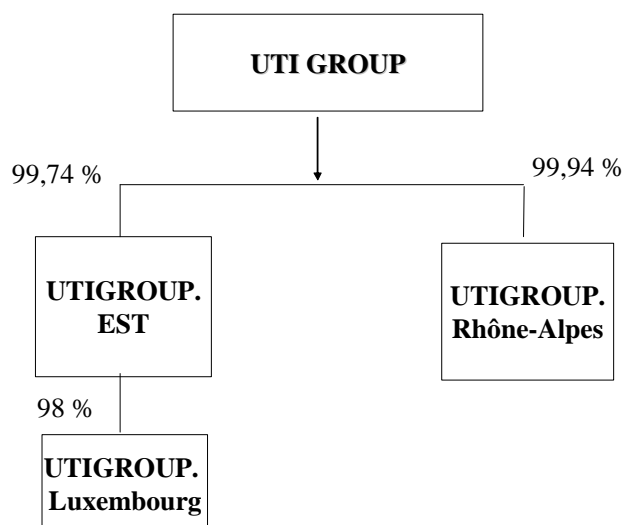 UTI GROUP
99,74 %
99,94 %
UTIGROUP.
EST
UTIGROUP.
Rhône-Alpes
98 %
UTIGROUP.
Luxembourg